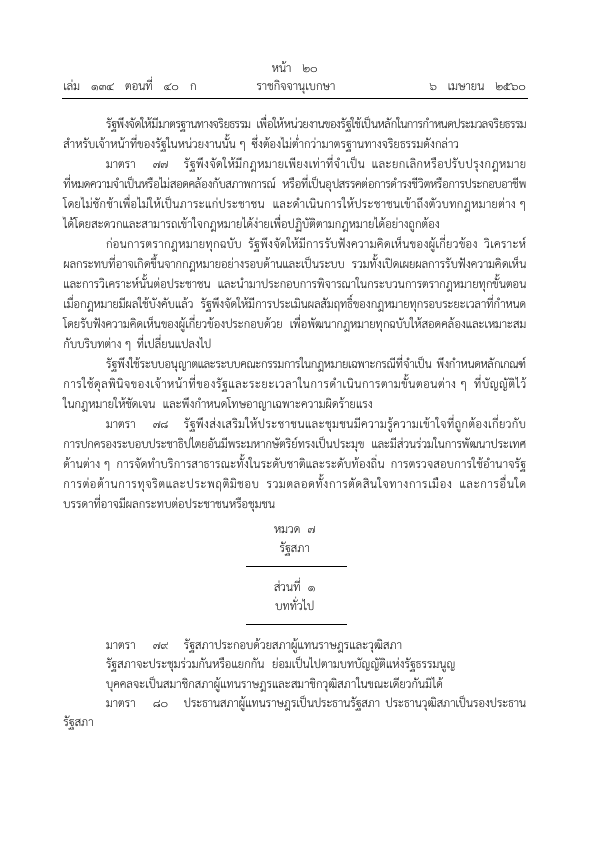 หน้า ๒๐
เล่ม ๑๓๔ ตอนที่ ๔๐ ก ราชกิจจานุเบกษา ๖ เมษายน ๒๕๖๐
รัฐพึงจัดให้มีมาตรฐานทางจริยธรรม เพื่อให้หน่วยงานของรัฐใช้เป็นหลักในการกำหนดประมวลจริยธรรม
สำหรับเจ้าหน้าที่ของรัฐในหน่วยงานนั้น ๆ ซึ่งต้องไม่ต่ำกว่ามาตรฐานทางจริยธรรมดังกล่าว
มาตรา ๗๗ รัฐพึงจัดให้มีกฎหมายเพียงเท่าที่จำเป็น และยกเลิกหรือปรับปรุงกฎหมาย
ที่หมดความจำเป็นหรือไม่สอดคล้องกับสภาพการณ์ หรือที่เป็นอุปสรรคต่อการดำรงชีวิตหรือการประกอบอาชีพ
โดยไม่ชักช้าเพื่อไม่ให้เป็นภาระแก่ประชาชน และดำเนินการให้ประชาชนเข้าถึงตัวบทกฎหมายต่าง ๆ
ได้โดยสะดวกและสามารถเข้าใจกฎหมายได้ง่ายเพื่อปฏิบัติตามกฎหมายได้อย่างถูกต้อง
ก่อนการตรากฎหมายทุกฉบับ รัฐพึงจัดให้มีการรับฟังความคิดเห็นของผู้เกี่ยวข้อง วิเคราะห์
ผลกระทบที่อาจเกิดขึ้นจากกฎหมายอย่างรอบด้านและเป็นระบบ รวมทั้งเปิดเผยผลการรับฟังความคิดเห็น
และการวิเคราะห์นั้นต่อประชาชน และนำมาประกอบการพิจารณาในกระบวนการตรากฎหมายทุกขั้นตอน
เมื่อกฎหมายมีผลใช้บังคับแล้ว รัฐพึงจัดให้มีการประเมินผลสัมฤทธิ์ของกฎหมายทุกรอบระยะเวลาที่กำหนด
โดยรับฟังความคิดเห็นของผู้เกี่ยวข้องประกอบด้วย เพื่อพัฒนากฎหมายทุกฉบับให้สอดคล้องและเหมาะสม
กับบริบทต่าง ๆ ที่เปลี่ยนแปลงไป
รัฐพึงใช้ระบบอนุญาตและระบบคณะกรรมการในกฎหมายเฉพาะกรณีที่จำเป็น พึงกำหนดหลักเกณฑ์
การใช้ดุลพินิจของเจ้าหน้าที่ของรัฐและระยะเวลาในการดำเนินการตามขั้นตอนต่าง ๆ ที่บัญญัติไว้
ในกฎหมายให้ชัดเจน และพึงกำหนดโทษอาญาเฉพาะความผิดร้ายแรง
มาตรา ๗๘ รัฐพึงส่งเสริมให้ประชาชนและชุมชนมีความรู้ความเข้าใจที่ถูกต้องเกี่ยวกับ
การปกครองระบอบประชาธิปไตยอันมีพระมหากษัตริย์ทรงเป็นประมุข และมีส่วนร่วมในการพัฒนาประเทศ
ด้านต่าง ๆ การจัดทำบริการสาธารณะทั้งในระดับชาติและระดับท้องถิ่น การตรวจสอบการใช้อำนาจรัฐ
การต่อต้านการทุจริตและประพฤติมิชอบ รวมตลอดทั้งการตัดสินใจทางการเมือง และการอื่นใด
บรรดาที่อาจมีผลกระทบต่อประชาชนหรือชุมชน
หมวด ๗
รัฐสภา
ส่วนที่ ๑
บททั่วไป
มาตรา ๗๙ รัฐสภาประกอบด้วยสภาผู้แทนราษฎรและวุฒิสภา
รัฐสภาจะประชุมร่วมกันหรือแยกกัน ย่อมเป็นไปตามบทบัญญัติแห่งรัฐธรรมนูญ
บุคคลจะเป็นสมาชิกสภาผู้แทนราษฎรและสมาชิกวุฒิสภาในขณะเดียวกันมิได้
มาตรา ๘๐ ประธานสภาผู้แทนราษฎรเป็นประธานรัฐสภา ประธานวุฒิสภาเป็นรองประธาน
รัฐสภา